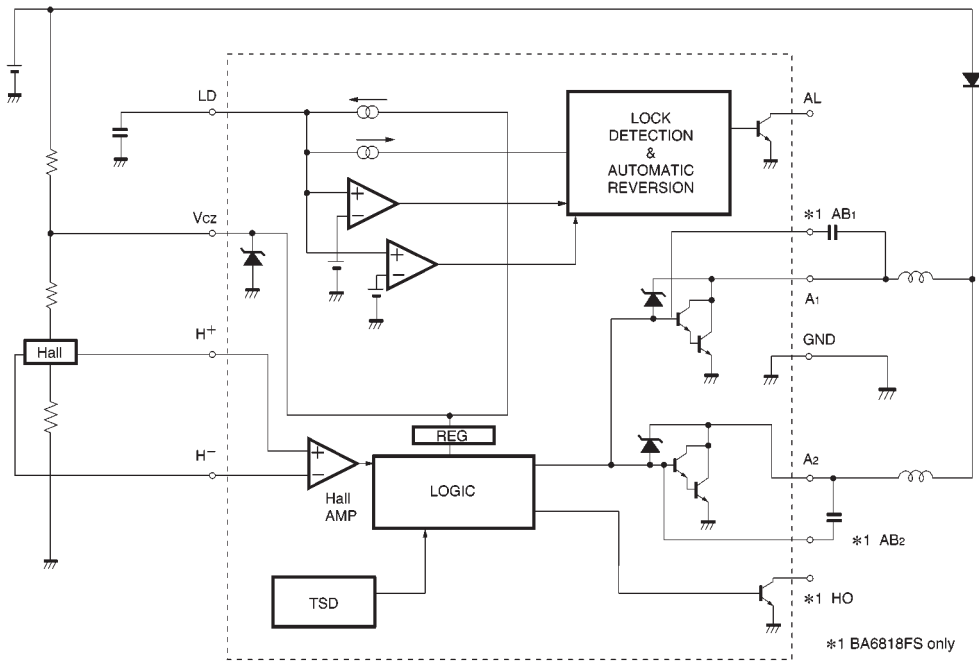 LD
LOCK
DETECTION
&
AUTOMATIC
REVERSION
AL
+
−
Vcz
+
−
*1 AB1
A1
Hall
H+
GND
REG
H−
+
−
Hall
AMP
LOGIC
A2
*1 AB2
TSD
*1 HO
*1 BA6818FS only